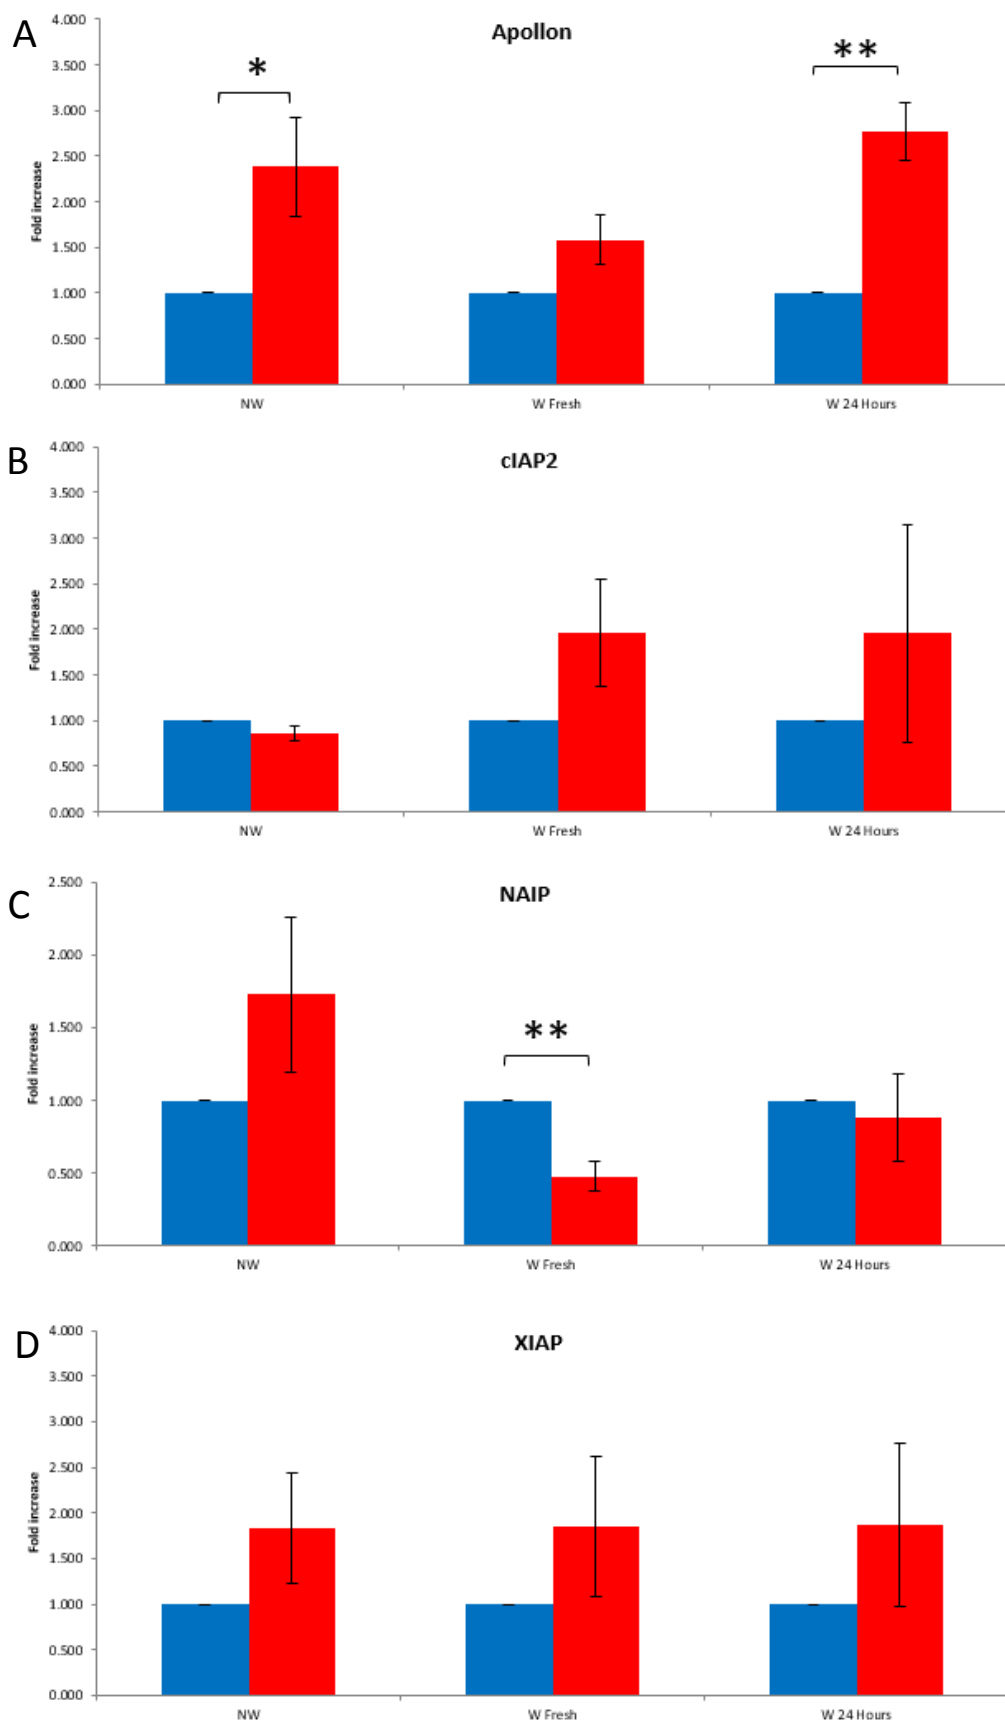 A
Apollon
4.000
3.500
3.000
2.500
2.000
1.500
1.000
0.500
0.000
Fold increase
*
**
NW
W Fresh
W 24 Hours
B
cIAP2
4.000
3.500
3.000
2.500
2.000
1.500
1.000
0.500
0.000
Fold increase
NW
W Fresh
W 24 Hours
C
NAIP
2.500
2.000
1.500
1.000
0.500
0.000
Fold increase
**
NW
W Fresh
W 24 Hours
D
XIAP
4.000
3.500
3.000
2.500
2.000
1.500
1.000
0.500
0.000
Fold increase
NW
W Fresh
W 24 Hours